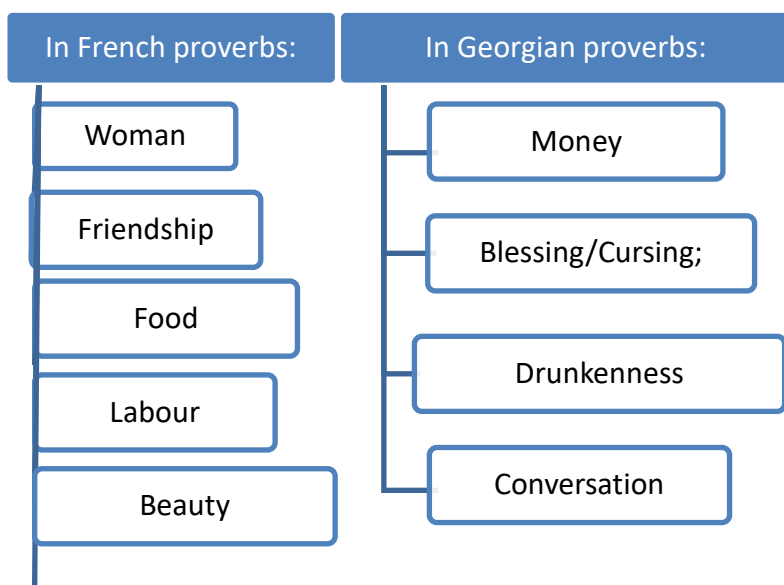 In French proverbs:
Woman
Friendship
Food
Labour
Beauty
In Georgian proverbs:
Money
Blessing/Cursing;
Drunkenness
Conversation